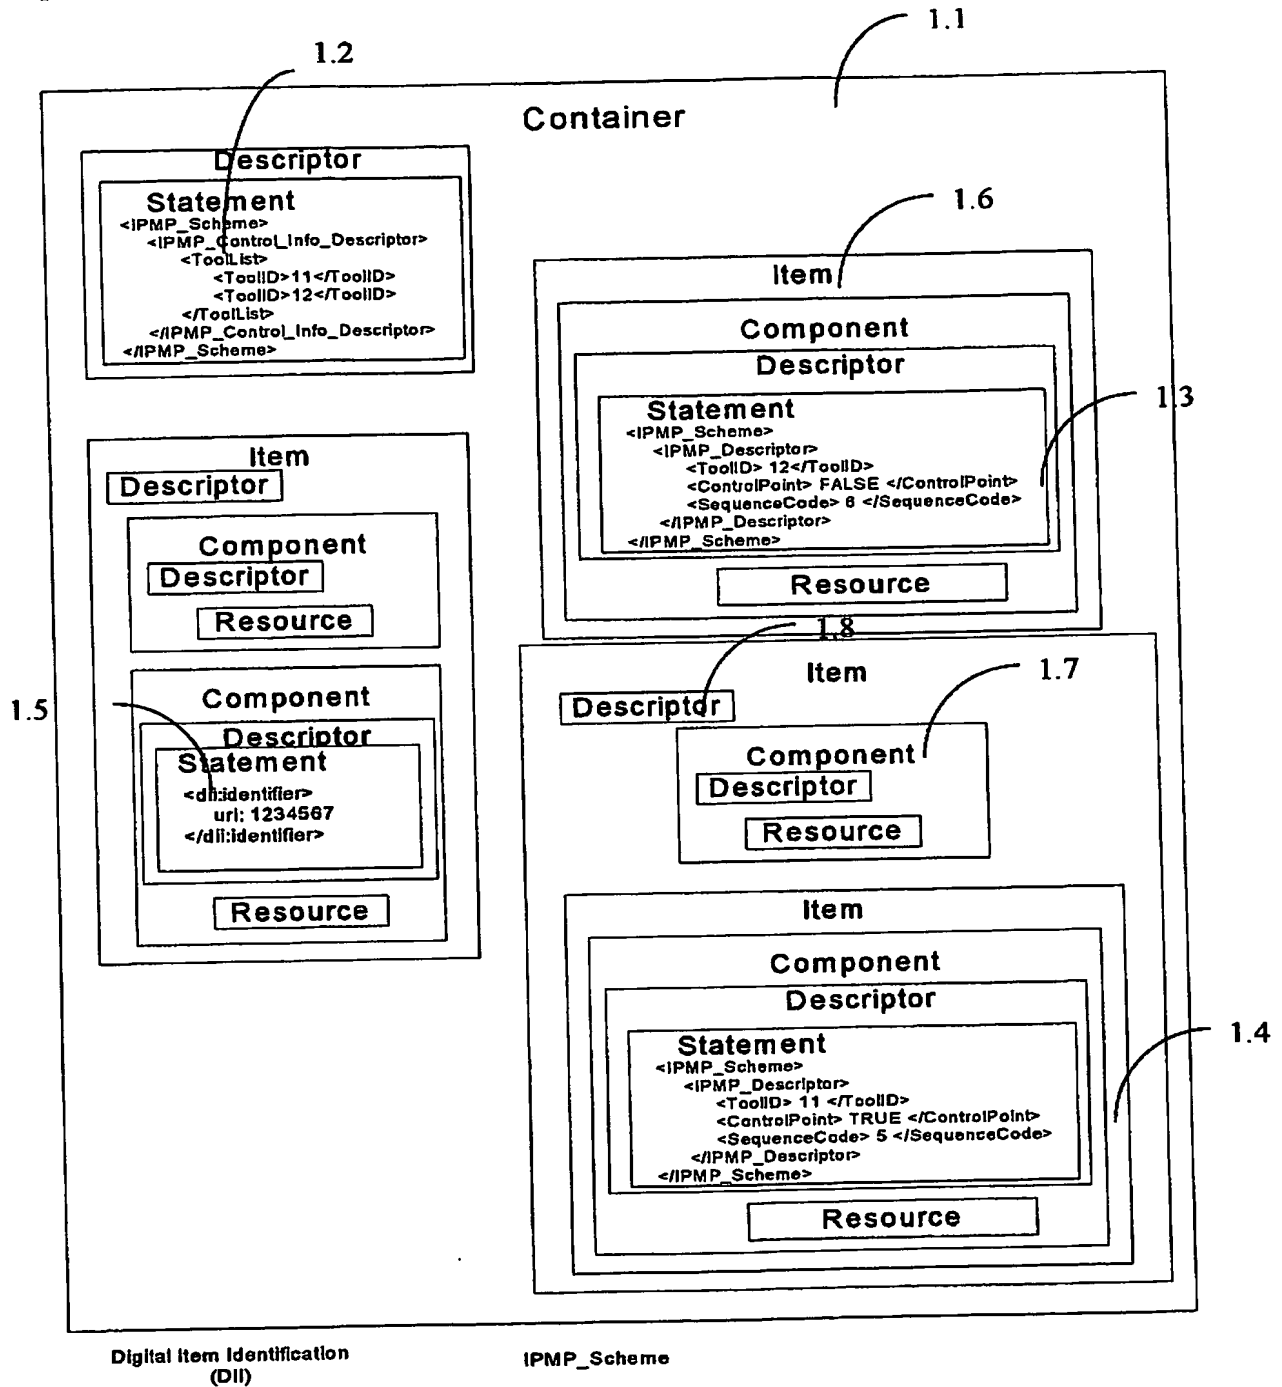 1.1
1.2
Container
Descriptor
Statement
<IPMP_Scheme>
<IPMP_Control_Info_Descriptor>
<ToolList>
<ToolID>11</ToolID>
<ToolID>12</ToolID>
</ToolList>
</IPMP_Control_Info_Descriptor>
</IPMP_Scheme>
1.6
Item
Component
Descriptor
1.3
Statement
<IPMP_Scheme>
<IPMP_Descriptor>
<ToolID> 12</ToolID>
<ControlPoint> FALSE </ControlPoint>
<SequenceCode> 6 </SequenceCode>
</IPMP_Descriptor>
</IPMP_Scheme>
Resource
Item
Descriptor
Component
Descriptor
Resource
1.5
Component
Descriptor
Statement
<dii:identifier>
uri: 1234567
</dii:identifier>
Resource
1.8
Item
1.7
Descriptor
Component
Descriptor
Resource
Item
Component
Descriptor
1.4
Statement
<IPMP_Scheme>
<IPMP_Descriptor>
<ToolID> 11 </ToolID>
<ControlPoint> TRUE </ControlPoint>
<SequenceCode> 5 </SequenceCode>
</IPMP_Descriptor>
</IPMP_Scheme>
Resource
Digital Item Identification
(DII)
IPMP_Scheme